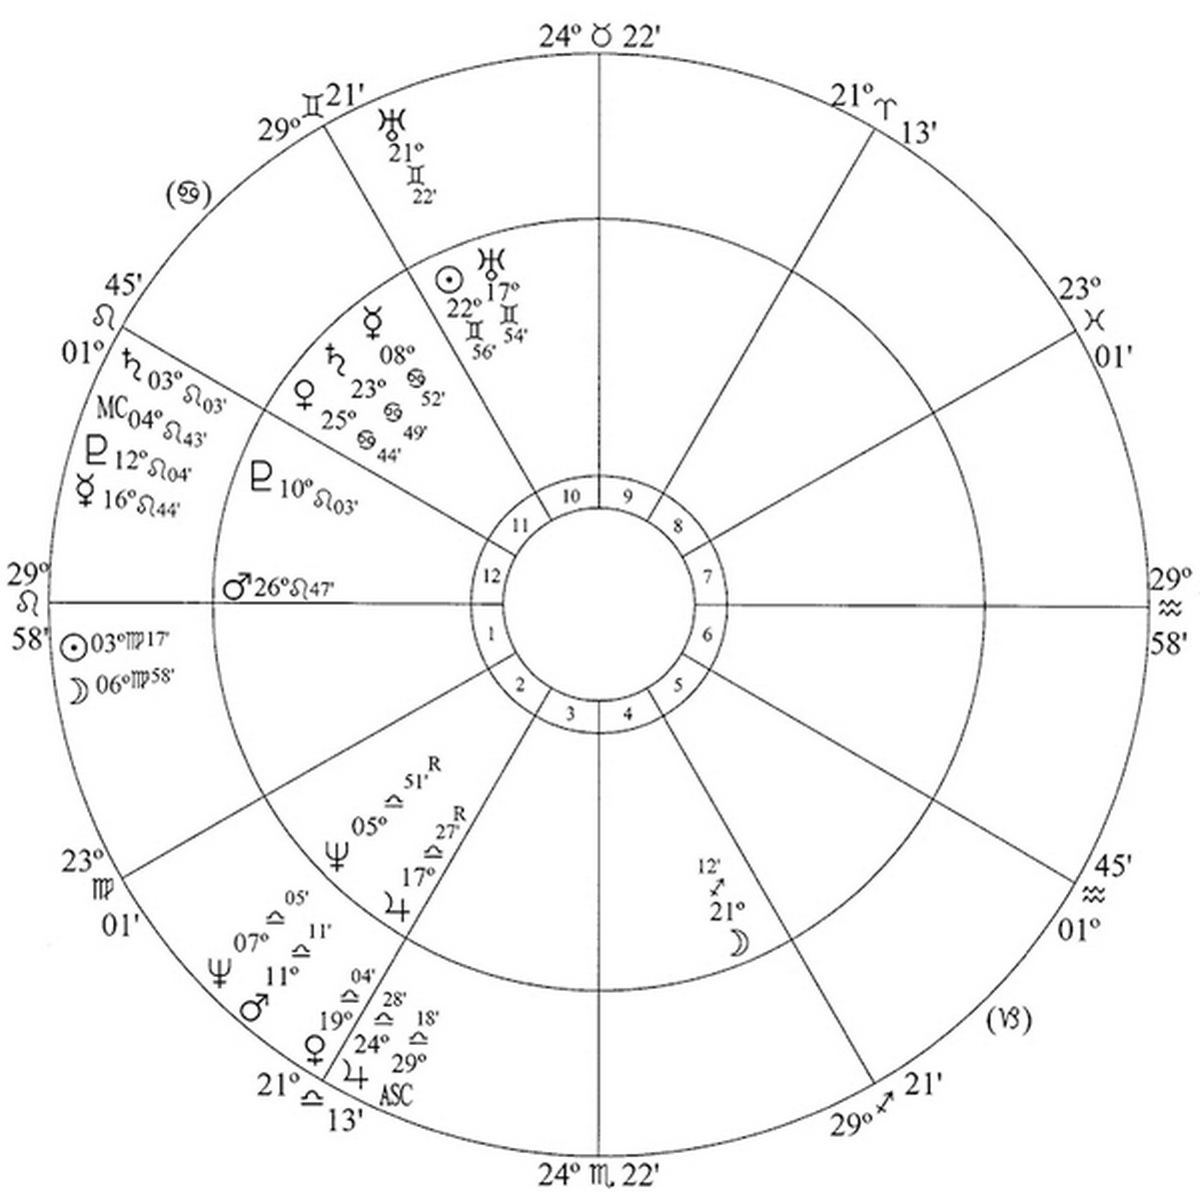 24° ♉ 22'
21° ♈ 13'
23° ♓ 01'
29° ♒ 58'
45' ♒ 01°
(♑)
29° ♐ 21'
24° ♏ 22'
21° ♎ 13'
23° ♍ 01'
29° ♌ 58'
45' ♌ 01°
(♋)
29° ♊ 21'
♅ 21° ♊ 22'
♄ 03° ♌ 03'
MC 04° ♌ 43'
♇ 12° ♌ 04'
☿ 16° ♌ 44'
☉ 03° ♍ 17'
☽ 06° ♍ 58'
♆ 07° ♎ 05'
♂ 11° ♎ 11'
♀ 19° ♎ 04'
♃ 24° ♎ 28'
ASC 29° ♎ 18'
♅ 17° ♊ 54'
☉ 22° ♊ 56'
☿ 08° ♋ 52'
♄ 23° ♋ 49'
♀ 25° ♋ 44'
♇ 10° ♌ 03'
♂ 26° ♌ 47'
♆ 05° ♎ 51' R
♃ 17° ♎ 27' R
☽ 21° ♐ 12'
10
9
8
7
6
5
4
3
2
1
12
11